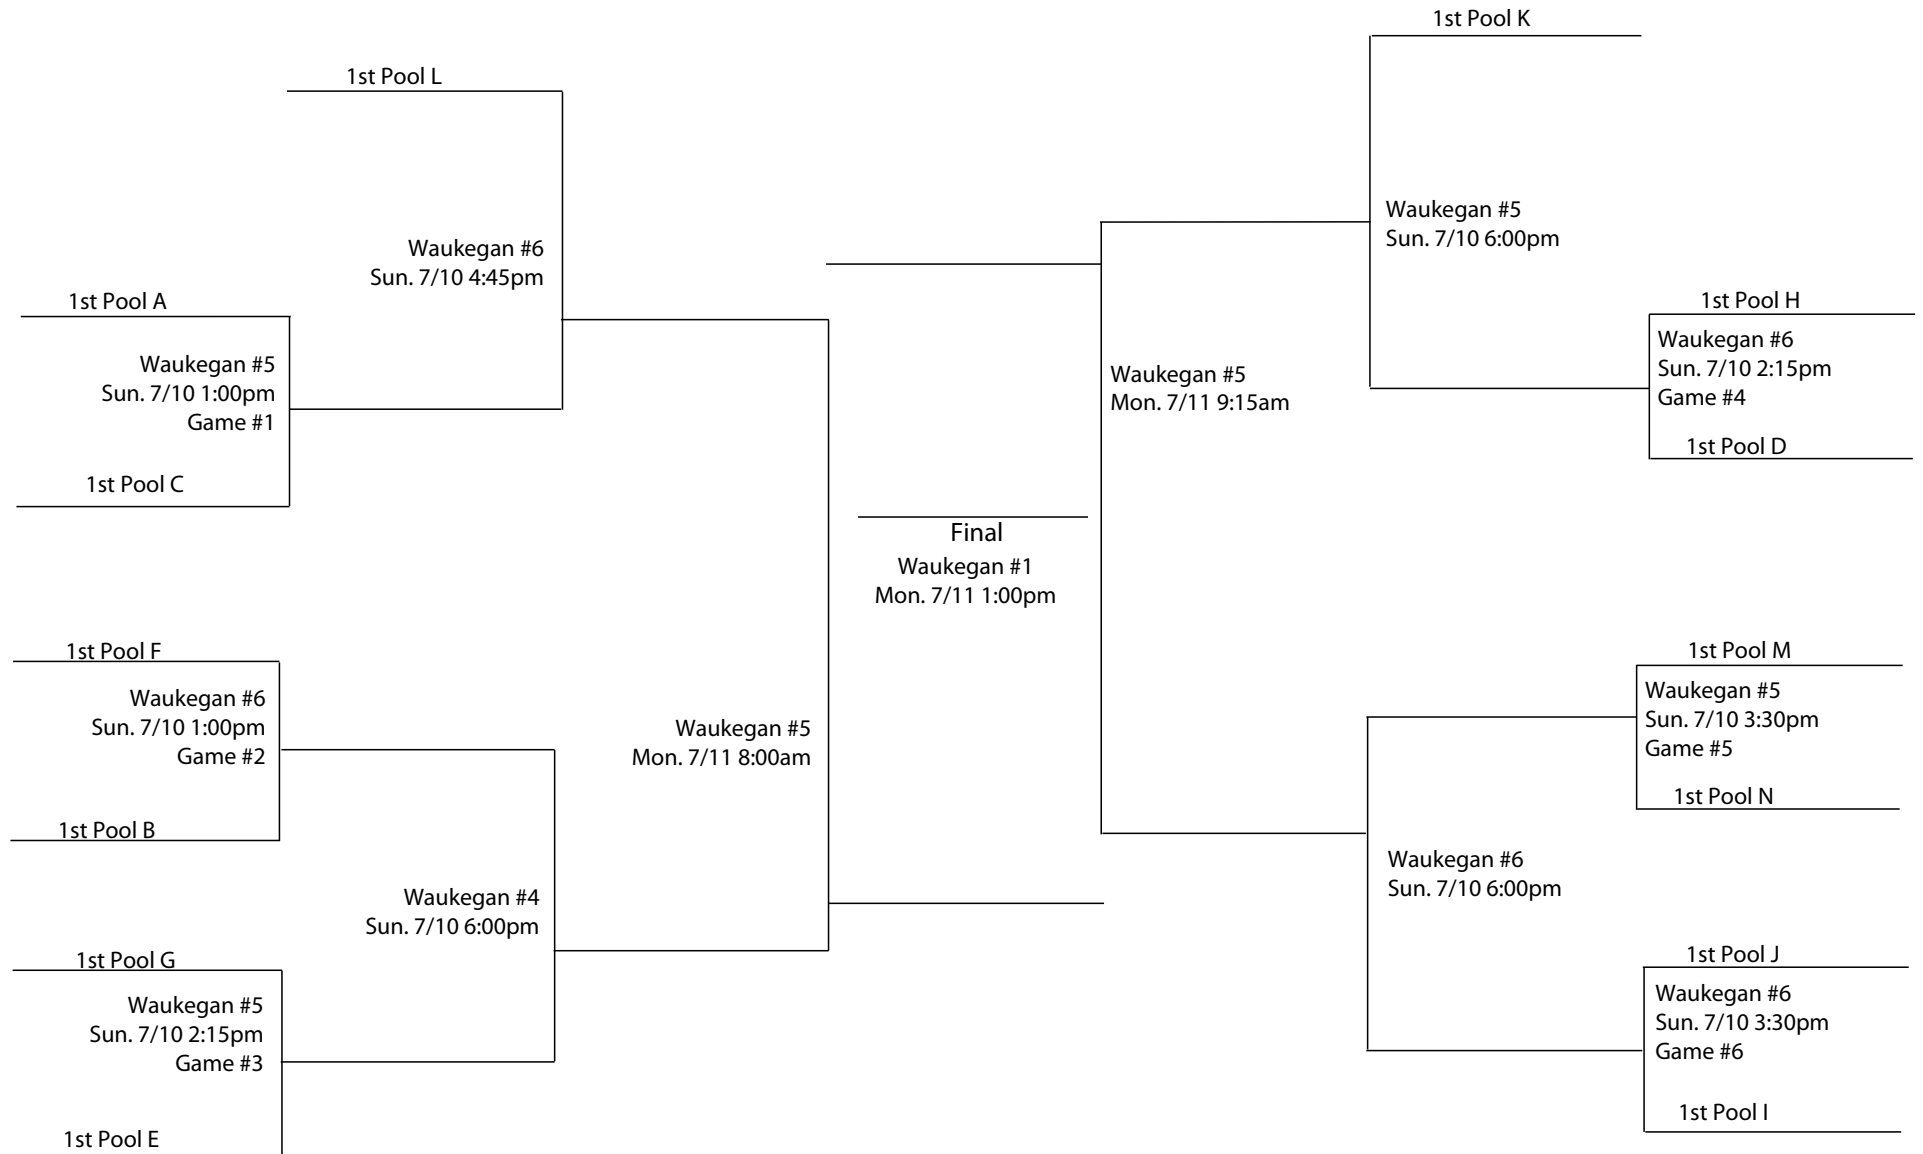 1st Pool K
1st Pool L
Waukegan #5
Sun. 7/10 6:00pm
Waukegan #6
Sun. 7/10 4:45pm
1st Pool A
1st Pool H
Waukegan #6
Sun. 7/10 2:15pm
Game #4
1st Pool D
Waukegan #5
Sun. 7/10 1:00pm
Game #1
1st Pool C
Waukegan #5
Mon. 7/11 9:15am
Final
Waukegan #1
Mon. 7/11 1:00pm
1st Pool F
Waukegan #6
Sun. 7/10 1:00pm
Game #2
1st Pool B
Waukegan #5
Mon. 7/11 8:00am
1st Pool M
Waukegan #5
Sun. 7/10 3:30pm
Game #5
1st Pool N
Waukegan #4
Sun. 7/10 6:00pm
Waukegan #6
Sun. 7/10 6:00pm
1st Pool G
Waukegan #5
Sun. 7/10 2:15pm
Game #3
1st Pool E
1st Pool J
Waukegan #6
Sun. 7/10 3:30pm
Game #6
1st Pool I